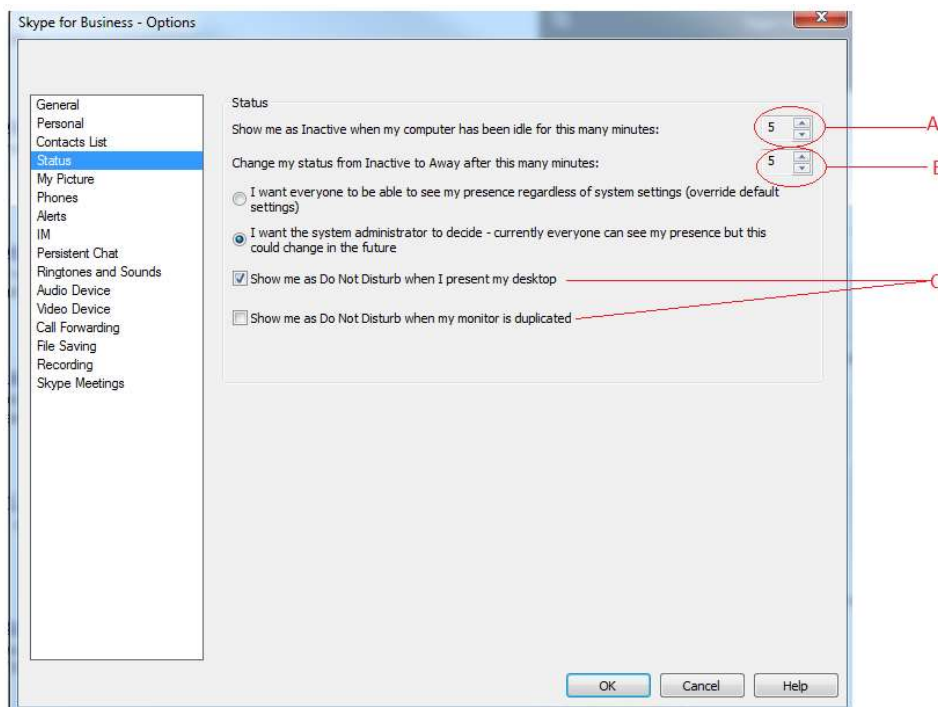 Skype for Business - Options
General
Personal
Contacts List
Status
My Picture
Phones
Alerts
IM
Persistent Chat
Ringtones and Sounds
Audio Device
Video Device
Call Forwarding
File Saving
Recording
Skype Meetings
Status
Show me as Inactive when my computer has been idle for this many minutes:
5
A
Change my status from Inactive to Away after this many minutes:
5
I want everyone to be able to see my presence regardless of system settings (override default
settings)
I want the system administrator to decide - currently everyone can see my presence but this
could change in the future
Show me as Do Not Disturb when I present my desktop
Show me as Do Not Disturb when my monitor is duplicated
OK
Cancel
Help